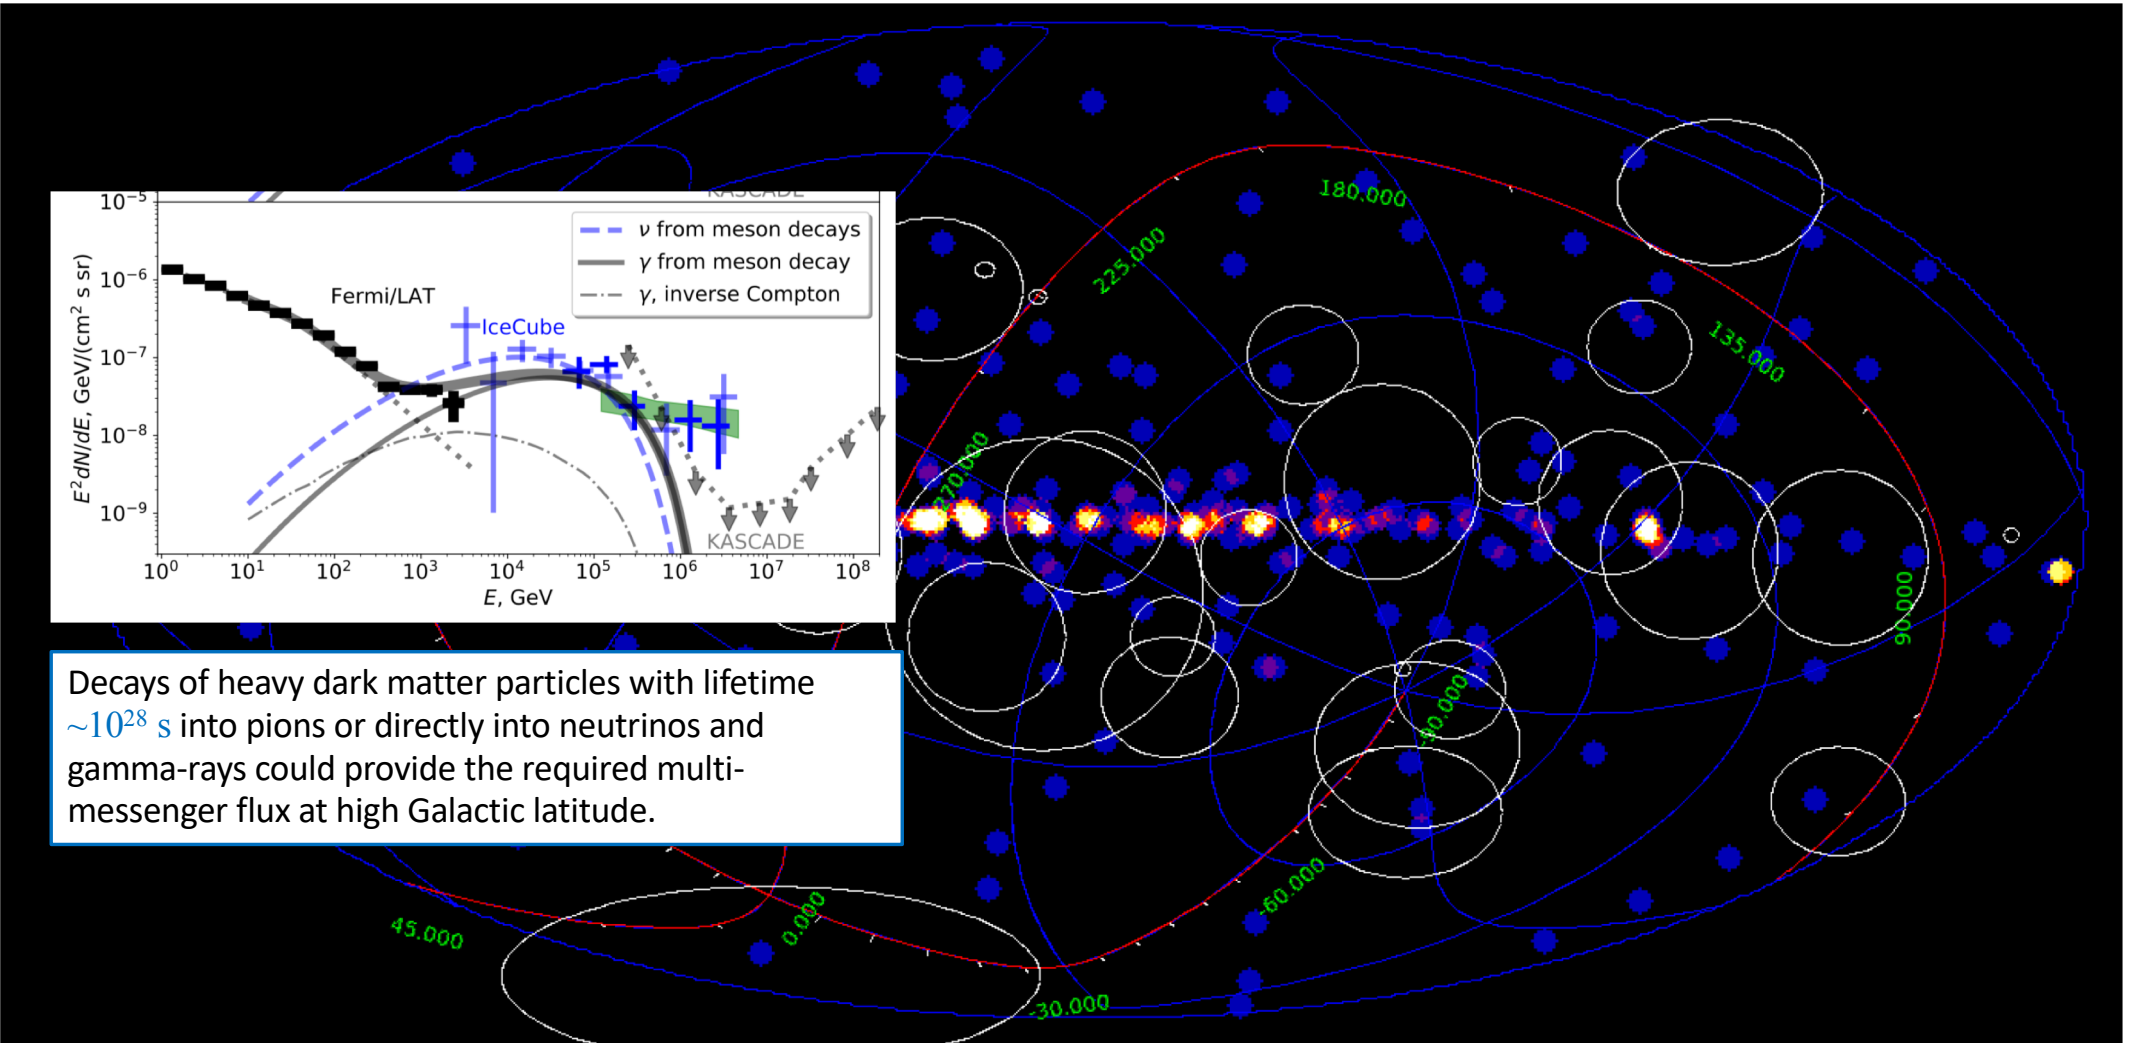 KASCADE
10⁻⁵
10⁻⁶
10⁻⁷
10⁻⁸
10⁻⁹
E² dN/dE, GeV/(cm² s sr)
ν from meson decays
γ from meson decay
γ, inverse Compton
Fermi/LAT
IceCube
KASCADE
10⁰ 10¹ 10² 10³ 10⁴ 10⁵ 10⁶ 10⁷ 10⁸
E, GeV
Decays of heavy dark matter particles with lifetime
~10²⁸ s into pions or directly into neutrinos and
gamma-rays could provide the required multi-
messenger flux at high Galactic latitude.
180.000
225.000
135.000
270.000
90.000
-90.000
-60.000
0.000
45.000
-30.000